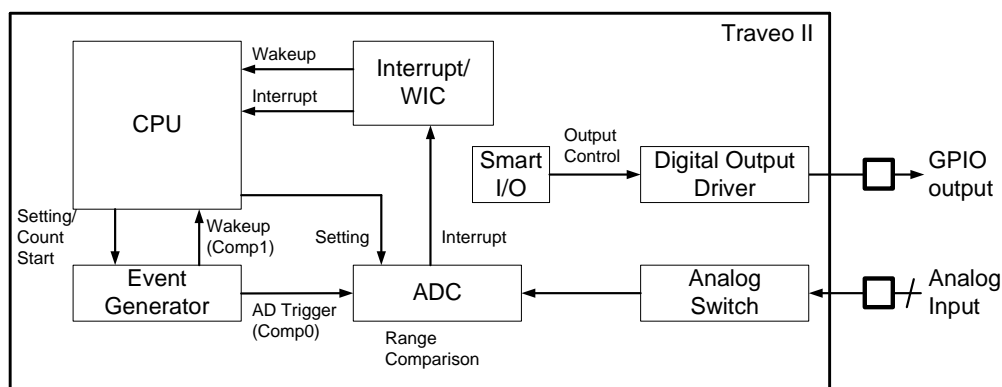 Traveo II
CPU
Wakeup
Interrupt
Interrupt/
WIC
Smart
I/O
Output
Control
Digital Output
Driver
GPIO
output
Setting/
Count
Start
Wakeup
(Comp1)
Setting
Interrupt
Event
Generator
AD Trigger
(Comp0)
ADC
Range
Comparison
Analog
Switch
Analog
Input